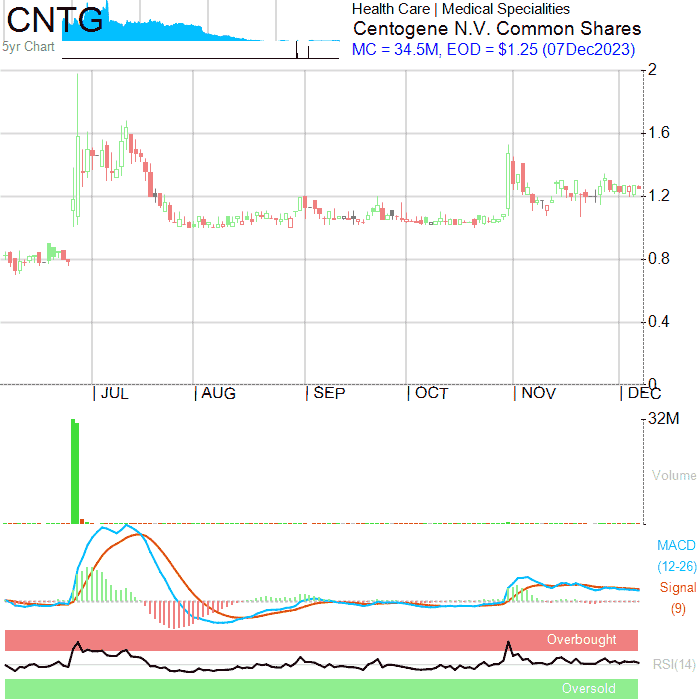 CNTG
5yr Chart
Health Care | Medical Specialities
Centogene N.V. Common Shares
MC = 34.5M, EOD = $1.25 (07Dec2023)
2
1.6
1.2
0.8
0.4
0
JUL AUG SEP OCT NOV DEC
32M
Volume
MACD
(12-26)
Signal
(9)
Overbought
RSI(14)
Oversold